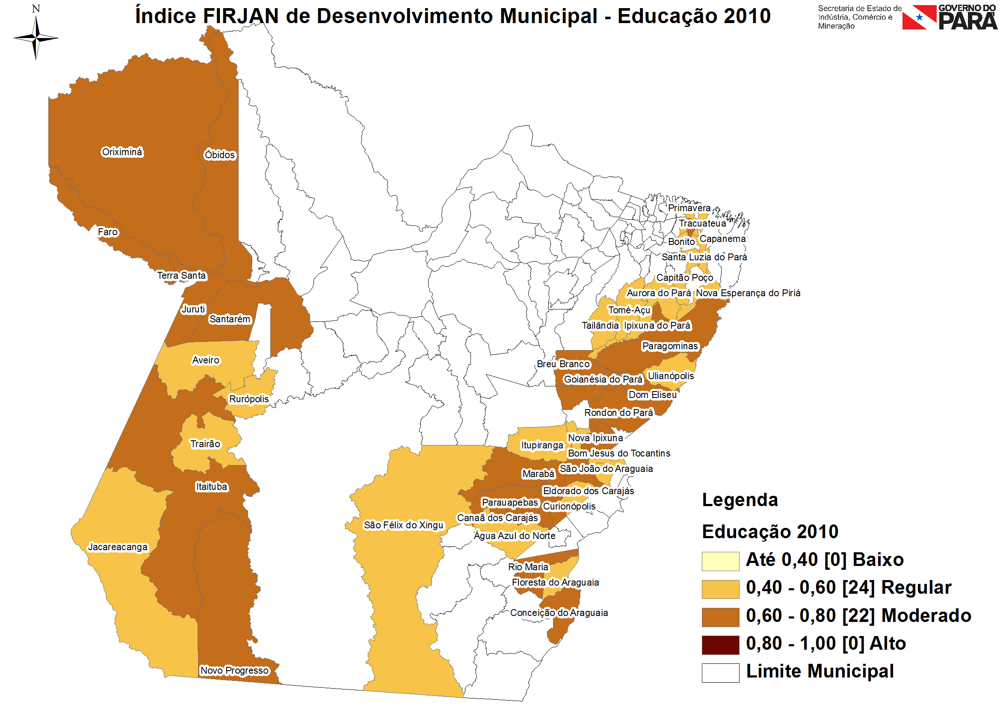 N
Índice FIRJAN de Desenvolvimento Municipal - Educação 2010
Secretaria de Estado de
Indústria, Comércio e
Mineração
GOVERNO DO
PARÁ
Oriximiná
Óbidos
Primavera
Tracuateua
Faro
Bonito
Capanema
Santa Luzia do Pará
Terra Santa
Capitão Poço
Aurora do Pará
Nova Esperança do Piriá
Juruti
Tomé-Açu
Santarém
Tailândia
Ipixuna do Pará
Paragominas
Aveiro
Breu Branco
Ulianópolis
Goianésia do Pará
Dom Eliseu
Rurópolis
Rondon do Pará
Nova Ipixuna
Trairão
Itupiranga
Bom Jesus do Tocantins
São João do Araguaia
Marabá
Itaituba
Eldorado dos Carajás
Parauapebas
Curionópolis
Canaã dos Carajás
São Félix do Xingu
Água Azul do Norte
Jacareacanga
Rio Maria
Floresta do Araguaia
Conceição do Araguaia
Novo Progresso
Legenda
Educação 2010
Até 0,40 [0] Baixo
0,40 - 0,60 [24] Regular
0,60 - 0,80 [22] Moderado
0,80 - 1,00 [0] Alto
Limite Municipal